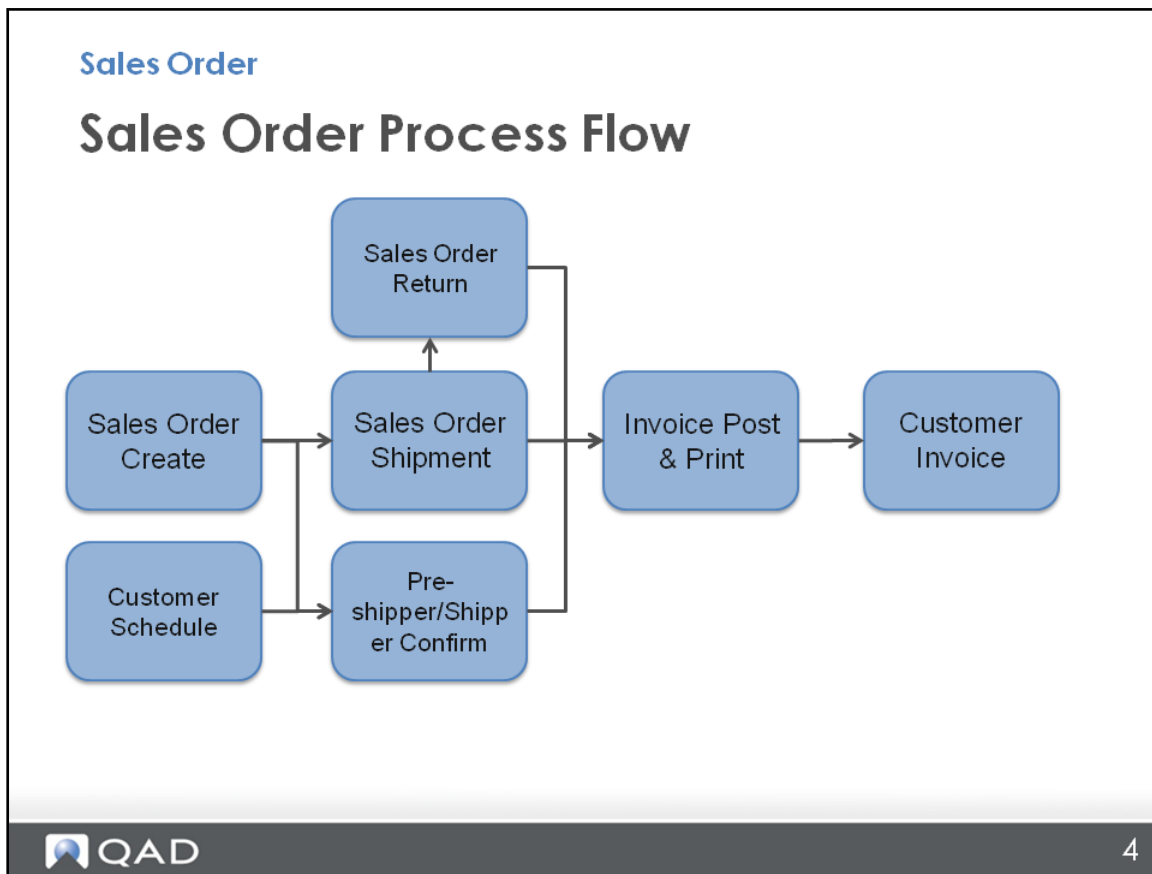 Sales Order
Sales Order Process Flow
Sales Order
Return
Sales Order
Create
Sales Order
Shipment
Invoice Post
& Print
Customer
Invoice
Customer
Schedule
Pre-
shipper/Shipp
er Confirm
QAD
4